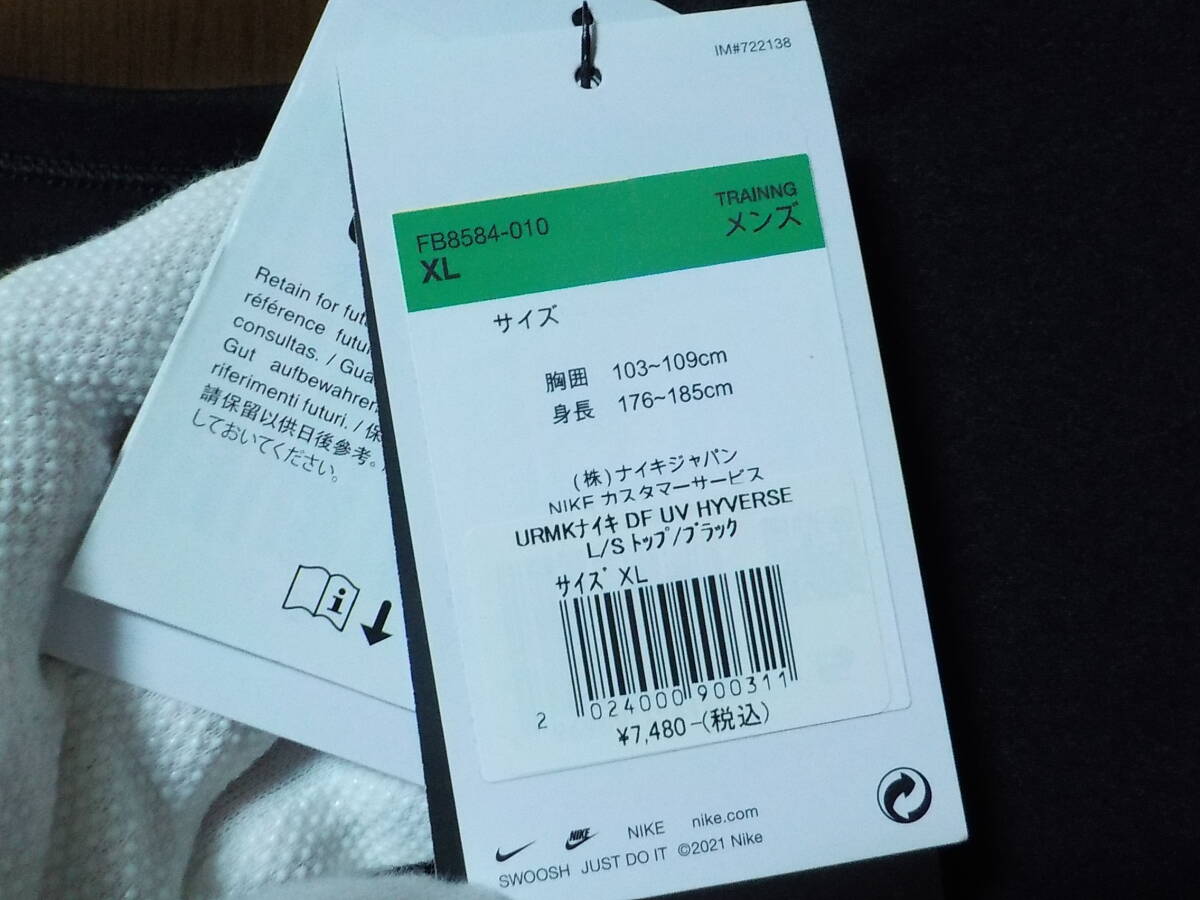 IM#722138
FB8584-010
XL
TRAINNG
メンズ
サイズ
胸囲 103~109cm
身長 176~185cm
(株)ナイキジャパン
NIKE カスタマーサービス
URMKナイキ DF UV HYVERSE
L/S トップ/ブラック
サイズ XL
2 024000 900311
¥7,480-(税込)
NIKE nike.com
SWOOSH JUST DO IT ©2021 Nike
Retain for
référence
consultas. /
Gut aufbewahren
riferimenti futuri. / 保
請保留以供日後參考。
しておいてください。